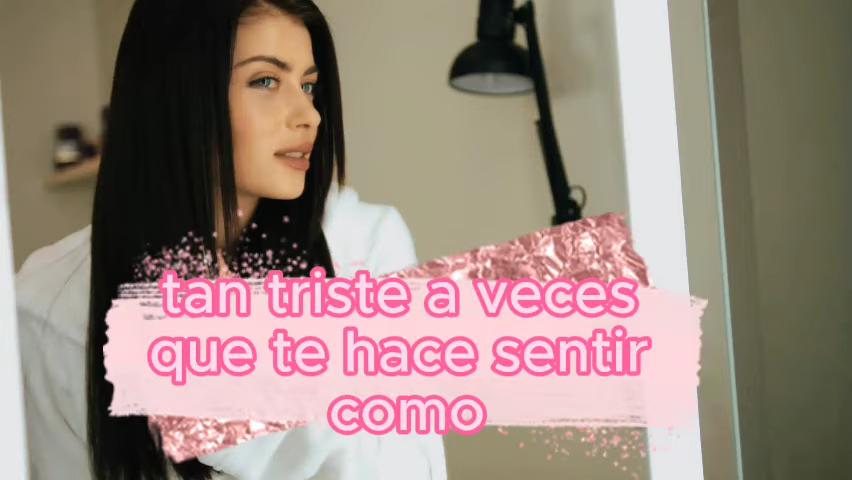 tan triste a veces
que te hace sentir
como